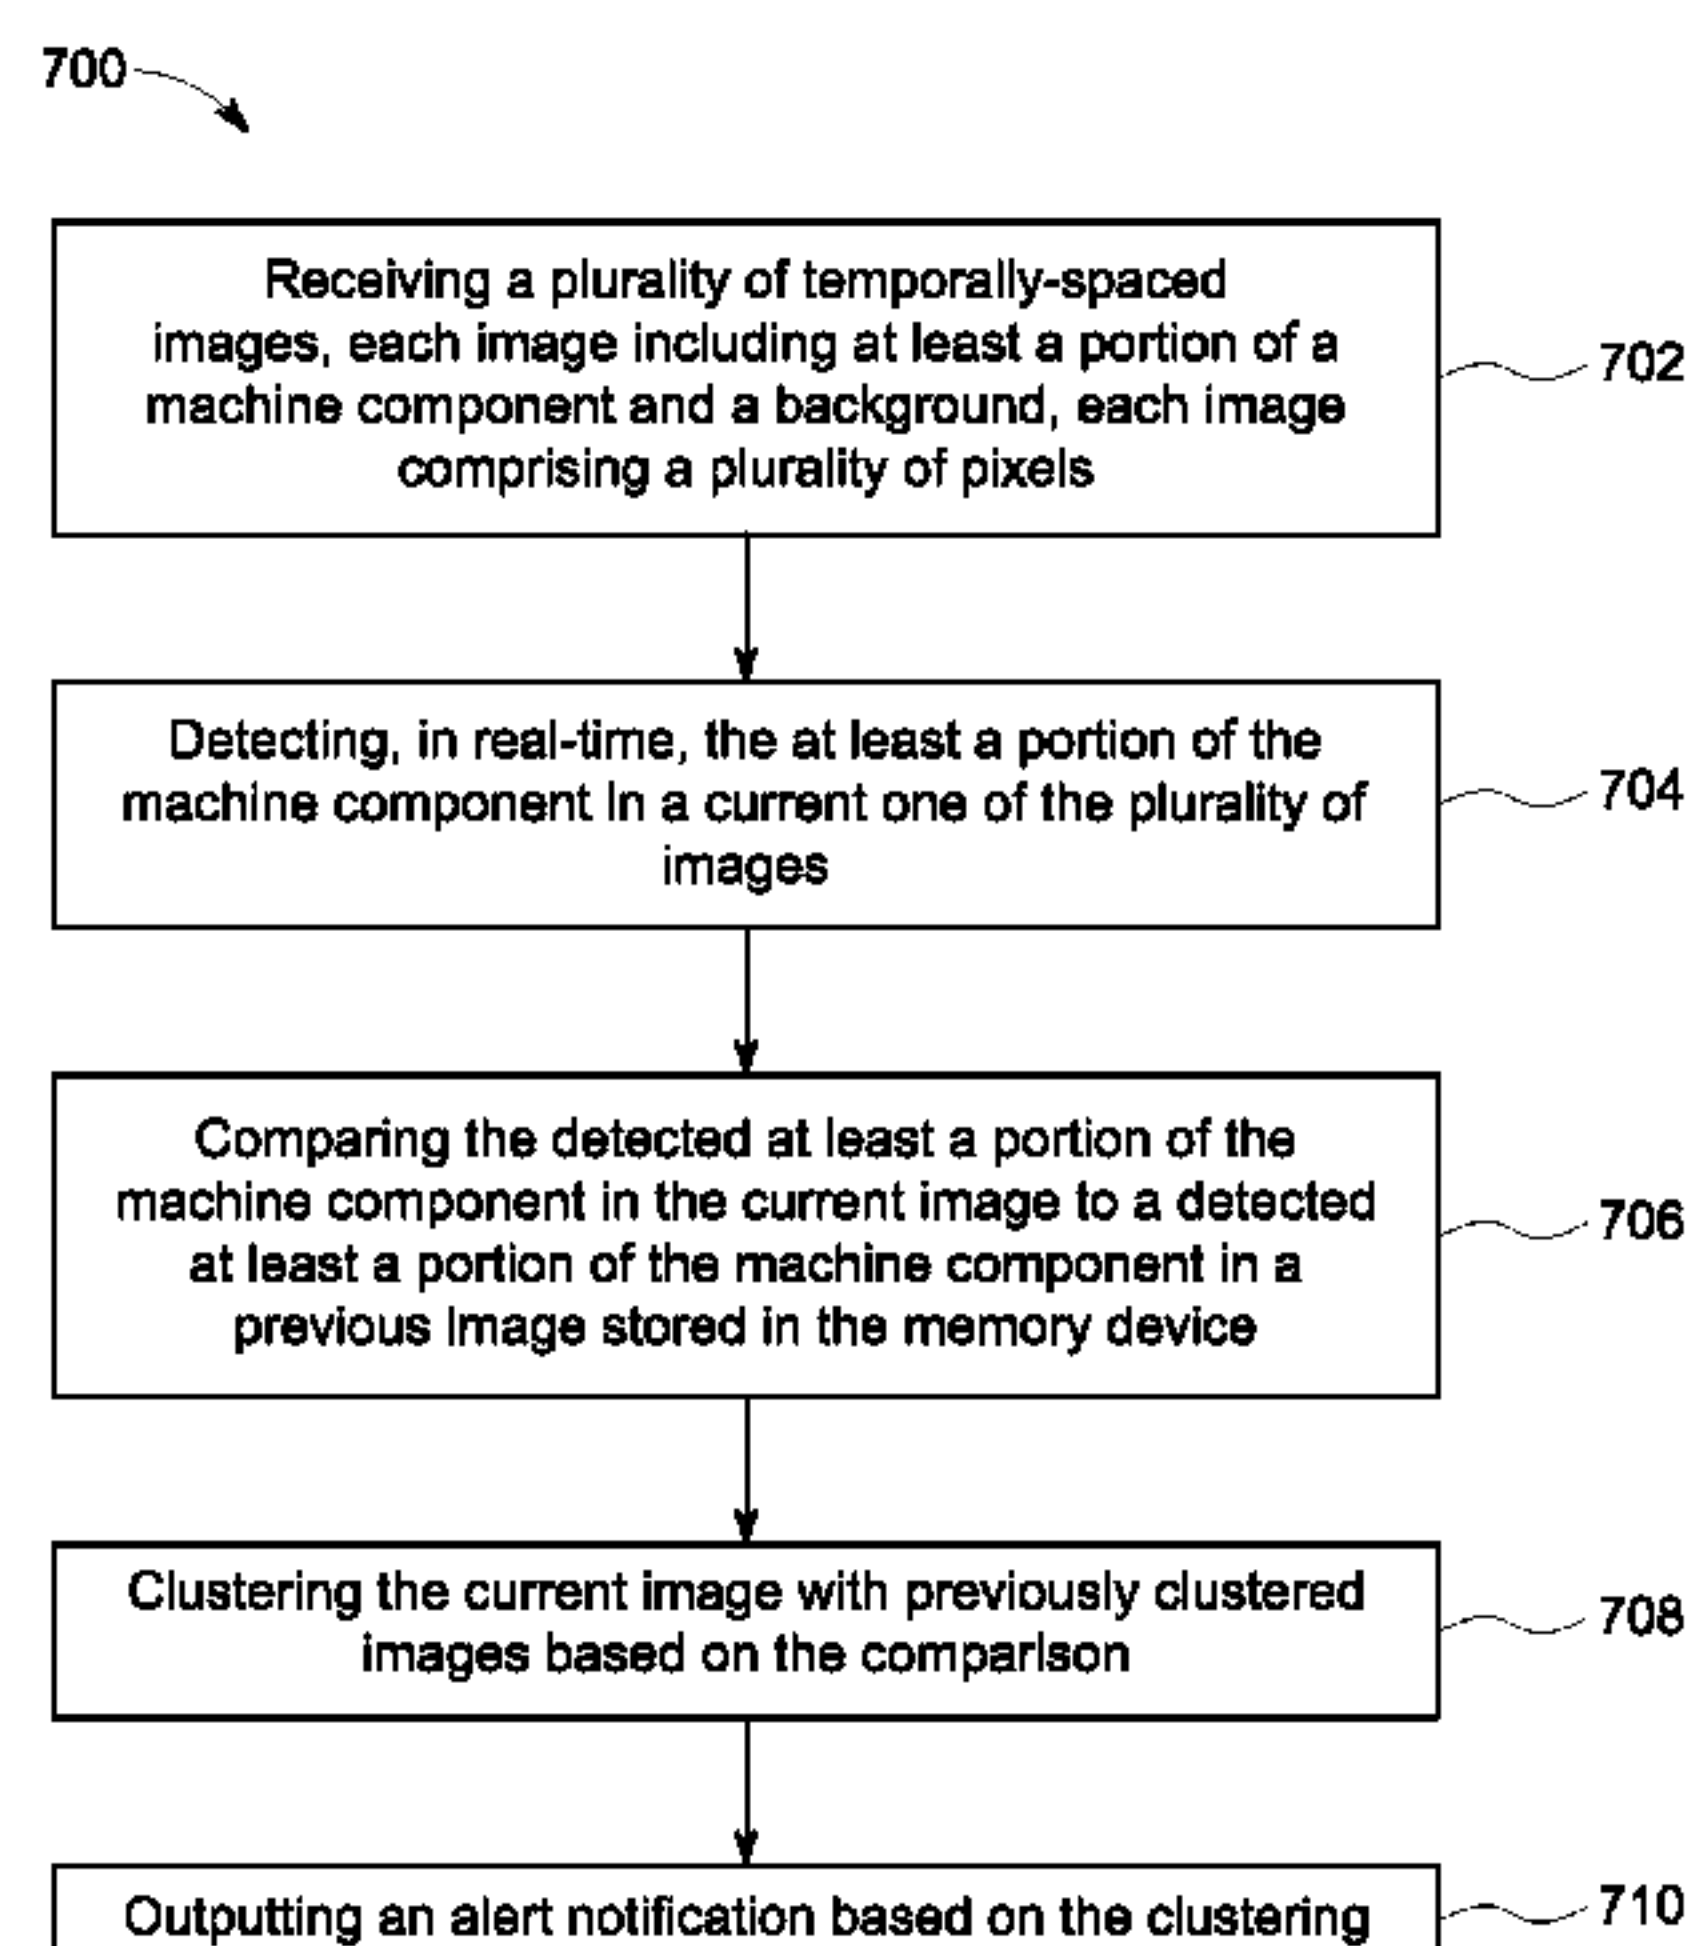 700
Receiving a plurality of temporally-spaced
images, each image including at least a portion of a
machine component and a background, each image
comprising a plurality of pixels
702
Detecting, in real-time, the at least a portion of the
machine component in a current one of the plurality of
images
704
Comparing the detected at least a portion of the
machine component in the current image to a detected
at least a portion of the machine component in a
previous image stored in the memory device
706
Clustering the current image with previously clustered
images based on the comparison
708
Outputting an alert notification based on the clustering
710